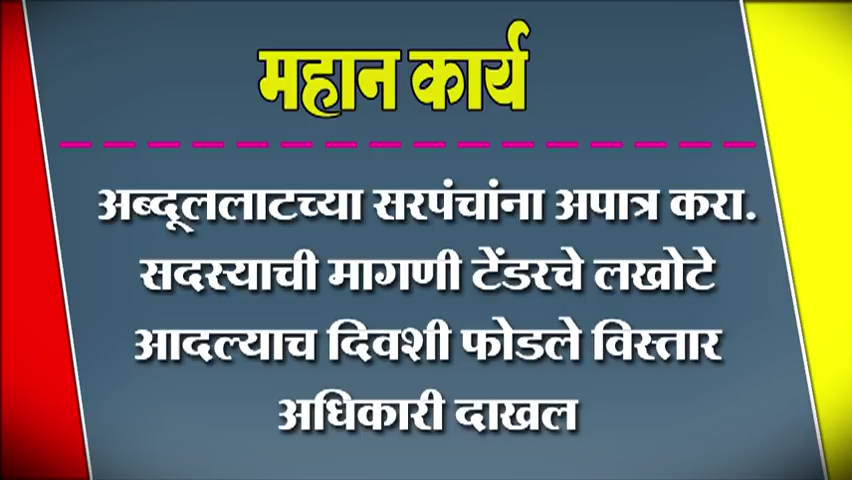 महान कार्य
अब्दूललाटच्या सरपंचांना अपात्र करा.
सदस्याची मागणी टेंडरचे लखोटे
आदल्याच दिवशी फोडले विस्तार
अधिकारी दाखल